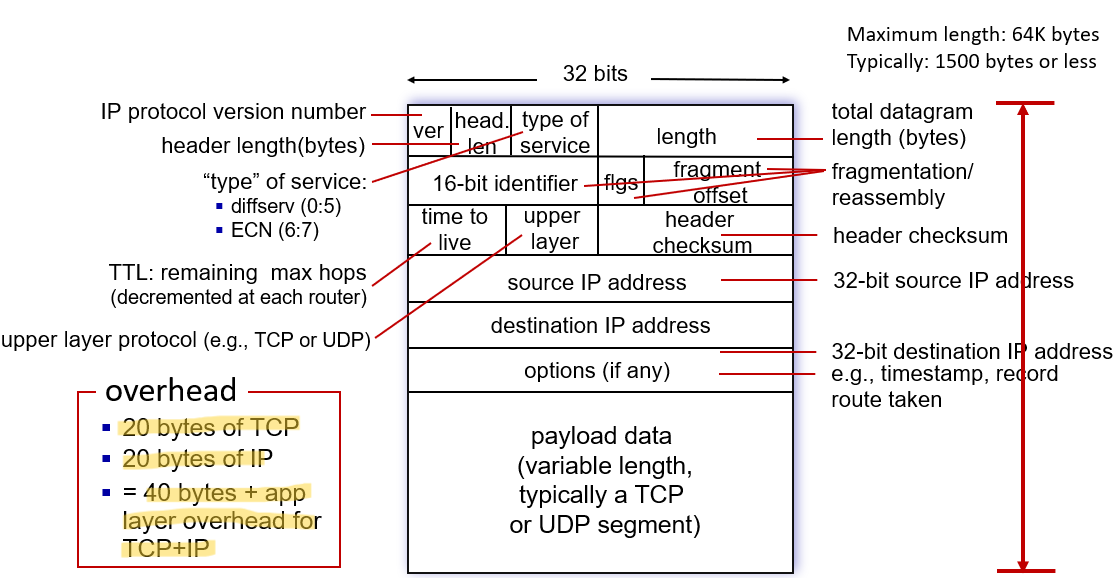 Maximum length: 64K bytes
Typically: 1500 bytes or less
32 bits
IP protocol version number
header length(bytes)
“type” of service:
▪ diffserv (0:5)
▪ ECN (6:7)
TTL: remaining max hops
(decremented at each router)
upper layer protocol (e.g., TCP or UDP)
ver
head.
len
type of
service
length
16-bit identifier
flgs
fragment
offset
time to
live
upper
layer
header
checksum
source IP address
destination IP address
options (if any)
payload data
(variable length,
typically a TCP
or UDP segment)
total datagram
length (bytes)
fragmentation/
reassembly
header checksum
32-bit source IP address
32-bit destination IP address
e.g., timestamp, record
route taken
overhead
▪ 20 bytes of TCP
▪ 20 bytes of IP
▪ = 40 bytes + app
layer overhead for
TCP+IP